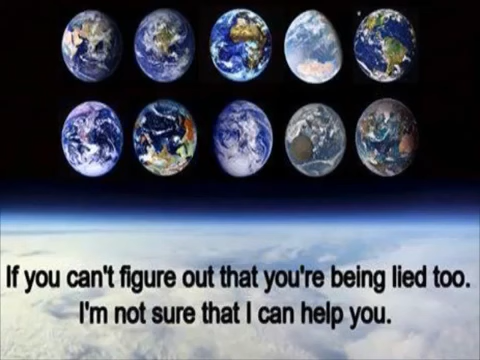 If you can't figure out that you're being lied too.
I'm not sure that I can help you.